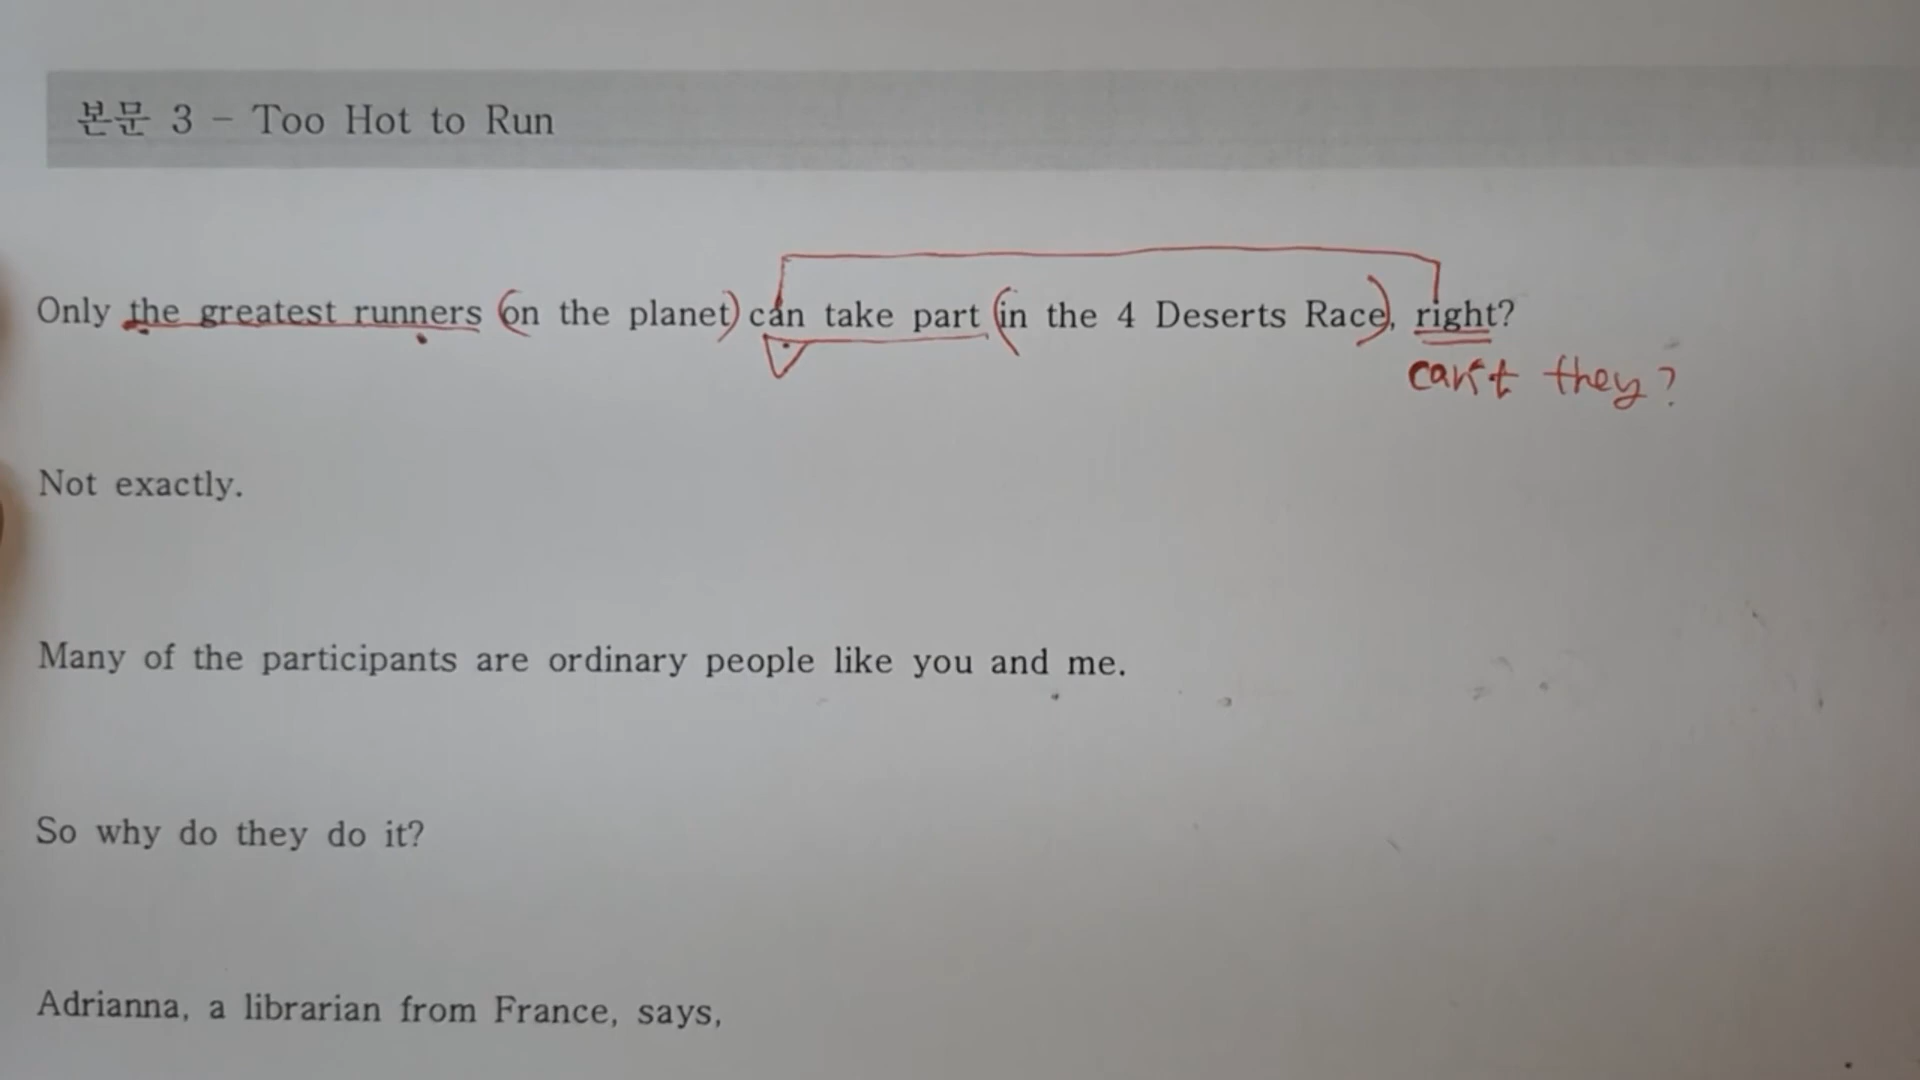 본문 3 - Too Hot to Run
Only the greatest runners (on the planet) can take part (in the 4 Deserts Race), right?
can't they?
Not exactly.
Many of the participants are ordinary people like you and me.
So why do they do it?
Adrianna, a librarian from France, says,